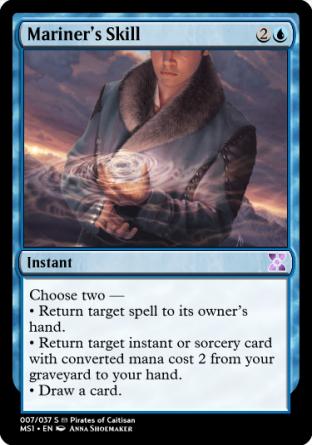 Mariner's Skill 2
Instant
Choose two —
• Return target spell to its owner's
hand.
• Return target instant or sorcery card
with converted mana cost 2 from your
graveyard to your hand.
• Draw a card.
007/037 S Pirates of Caitisan
MS1 • EN Anna Shoemaker